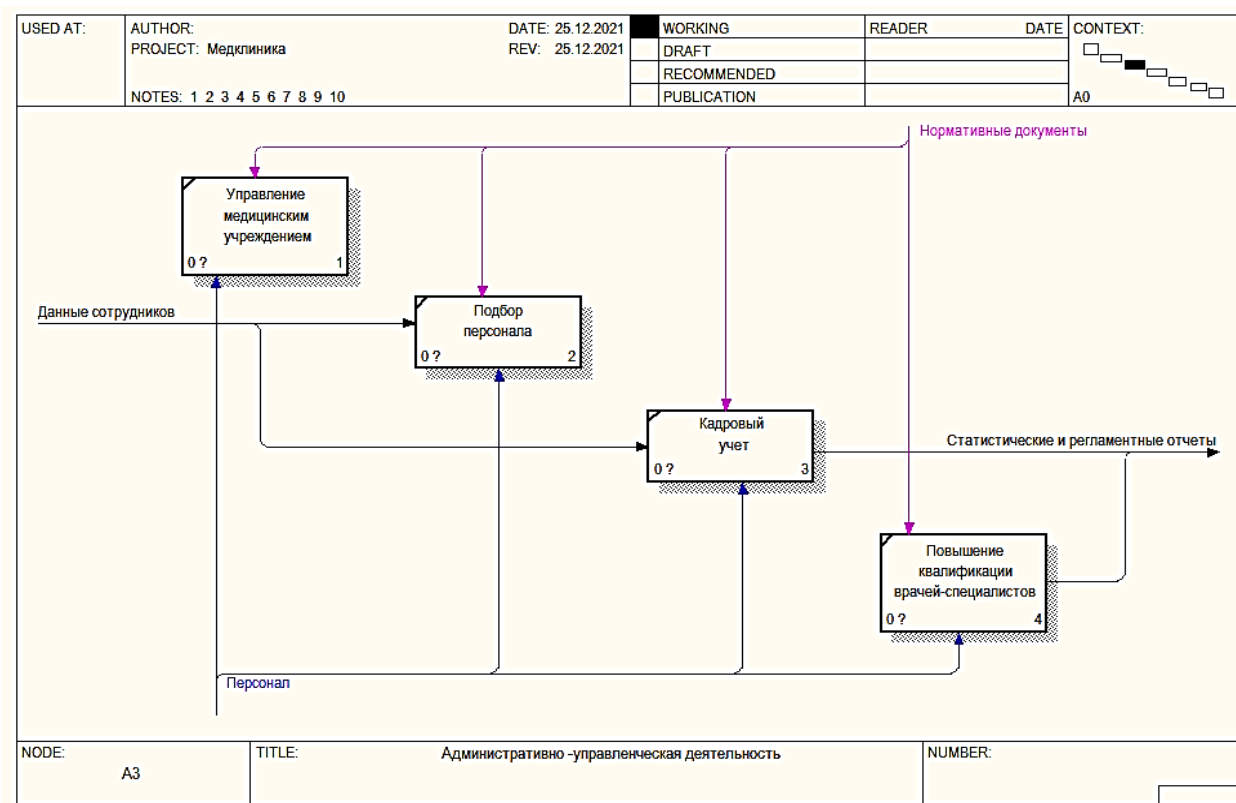 USED AT:
AUTHOR:
DATE: 25.12.2021
WORKING
READER
DATE
CONTEXT:
PROJECT: Медклиника
REV: 25.12.2021
DRAFT
RECOMMENDED
NOTES: 1 2 3 4 5 6 7 8 9 10
PUBLICATION
A0
Нормативные документы
Управление
медицинским
учреждением
0 ?
1
Данные сотрудников
Подбор
персонала
0 ?
2
Кадровый
учет
0 ?
3
Статистические и регламентные отчеты
Повышение
квалификации
врачей-специалистов
0 ?
4
Персонал
NODE:
A3
TITLE:
Административно -управленческая деятельность
NUMBER: